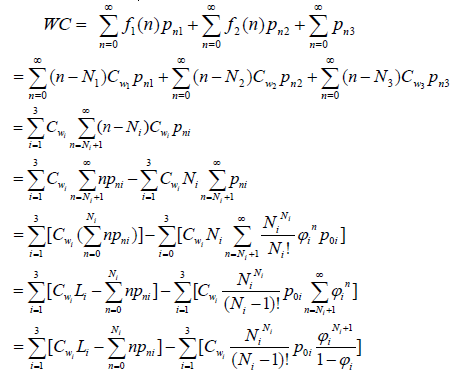 WC = \sum_{n=0}^{\infty} f_1(n) p_{n1} + \sum_{n=0}^{\infty} f_2(n) p_{n2} + \sum_{n=0}^{\infty} p_{n3}
= \sum_{n=0}^{\infty} (n-N_1) C_{w_1} p_{n1} + \sum_{n=0}^{\infty} (n-N_2) C_{w_2} p_{n2} + \sum_{n=0}^{\infty} (n-N_3) C_{w_3} p_{n3}
= \sum_{i=1}^{3} C_{w_i} \sum_{n=N_i+1}^{\infty} (n-N_i) C_{w_i} p_{ni}
= \sum_{i=1}^{3} C_{w_i} \sum_{n=N_i+1}^{\infty} n p_{ni} - \sum_{i=1}^{3} C_{w_i} N_i \sum_{n=N_i+1}^{\infty} p_{ni}
= \sum_{i=1}^{3} [C_{w_i} (\sum_{n=0}^{N_i} n p_{ni})] - \sum_{i=0}^{3} [C_{w_i} N_i \sum_{n=N_i+1}^{\infty} \frac{N_i^{N_i}}{N_i!} \varphi_i^n p_{0i}]
= \sum_{i=1}^{3} [C_{w_i} L_i - \sum_{n=0}^{N_i} n p_{ni}] - \sum_{i=1}^{3} [C_{w_i} \frac{N_i^{N_i}}{(N_i-1)!} p_{0i} \sum_{n=N_i+1}^{\infty} \varphi_i^n]
= \sum_{i=1}^{3} [C_{w_i} L_i - \sum_{n=0}^{N_i} n p_{ni}] - \sum_{i=1}^{3} [C_{w_i} \frac{N_i^{N_i}}{(N_i-1)!} p_{0i} \frac{\varphi_i^{N_i+1}}{1-\varphi_i}]